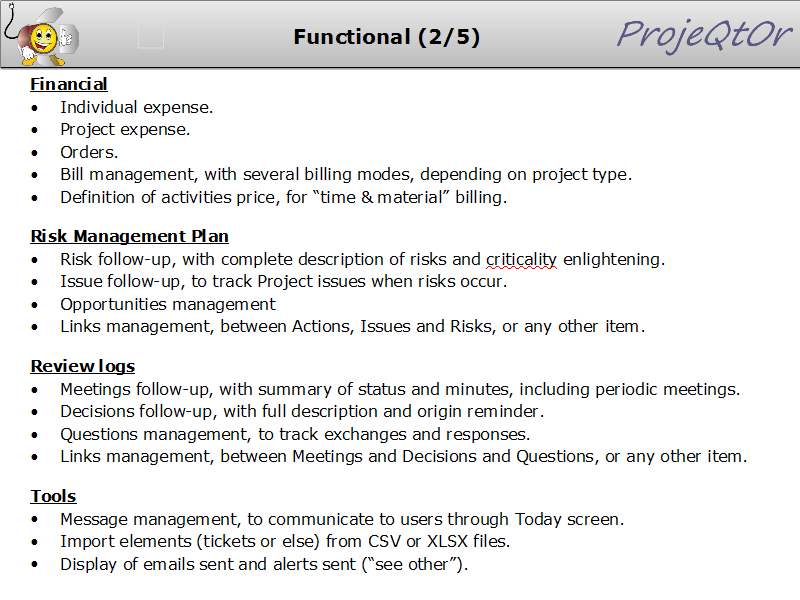 Functional (2/5)
ProjeQtOr
Financial
• Individual expense.
• Project expense.
• Orders.
• Bill management, with several billing modes, depending on project type.
• Definition of activities price, for “time & material” billing.
Risk Management Plan
• Risk follow-up, with complete description of risks and criticality enlightening.
• Issue follow-up, to track Project issues when risks occur.
• Opportunities management
• Links management, between Actions, Issues and Risks, or any other item.
Review logs
• Meetings follow-up, with summary of status and minutes, including periodic meetings.
• Decisions follow-up, with full description and origin reminder.
• Questions management, to track exchanges and responses.
• Links management, between Meetings and Decisions and Questions, or any other item.
Tools
• Message management, to communicate to users through Today screen.
• Import elements (tickets or else) from CSV or XLSX files.
• Display of emails sent and alerts sent (“see other”).